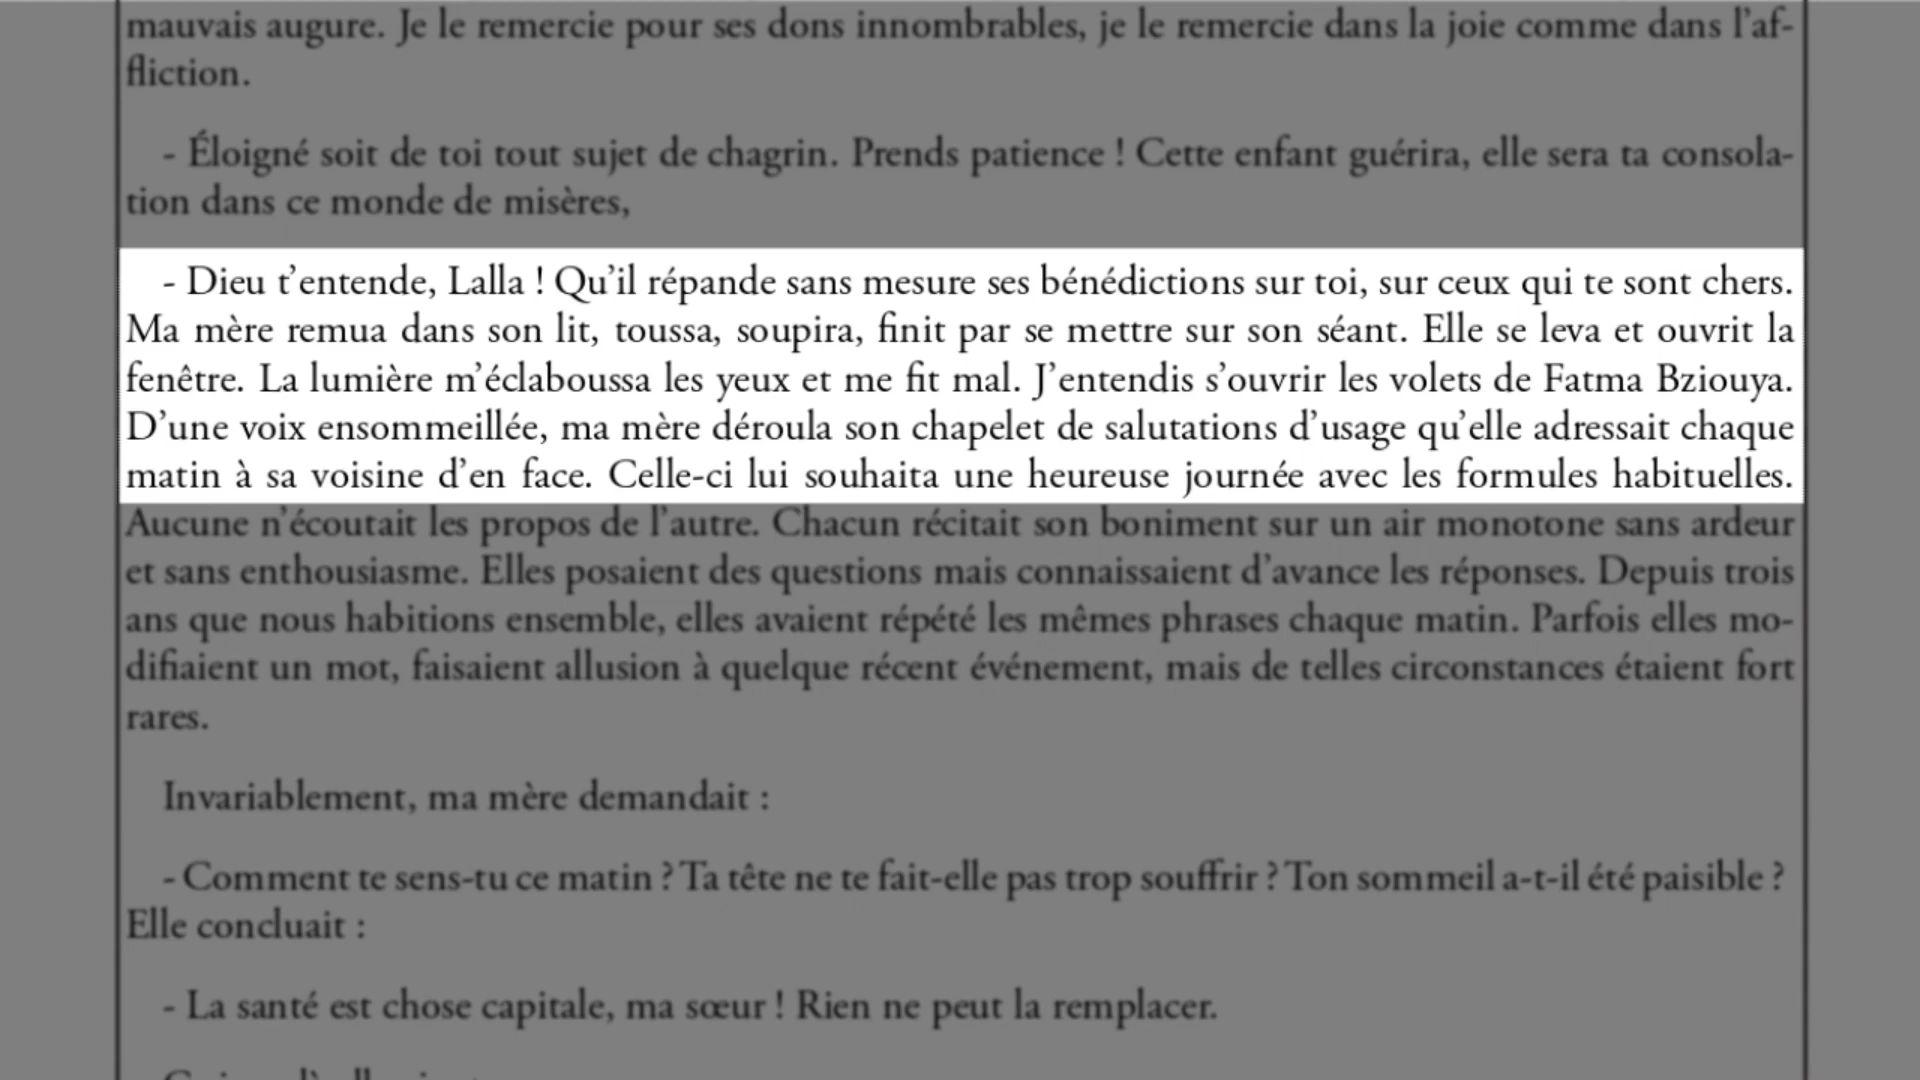 mauvais augure. Je le remercie pour ses dons innombrables, je le remercie dans la joie comme dans l'af-
fliction.
- Éloigné soit de toi tout sujet de chagrin. Prends patience ! Cette enfant guérira, elle sera ta consola-
tion dans ce monde de misères,
- Dieu t'entende, Lalla ! Qu'il répande sans mesure ses bénédictions sur toi, sur ceux qui te sont chers.
Ma mère remua dans son lit, toussa, soupira, finit par se mettre sur son séant. Elle se leva et ouvrit la
fenêtre. La lumière m'éclaboussa les yeux et me fit mal. J'entendis s'ouvrir les volets de Fatma Bziouya.
D'une voix ensommeillée, ma mère déroula son chapelet de salutations d'usage qu'elle adressait chaque
matin à sa voisine d'en face. Celle-ci lui souhaita une heureuse journée avec les formules habituelles.
Aucune n'écoutait les propos de l'autre. Chacun récitait son boniment sur un air monotone sans ardeur
et sans enthousiasme. Elles posaient des questions mais connaissaient d'avance les réponses. Depuis trois
ans que nous habitions ensemble, elles avaient répété les mêmes phrases chaque matin. Parfois elles mo-
difiaient un mot, faisaient allusion à quelque récent événement, mais de telles circonstances étaient fort
rares.
Invariablement, ma mère demandait :
- Comment te sens-tu ce matin ? Ta tête ne te fait-elle pas trop souffrir ? Ton sommeil a-t-il été paisible ?
Elle concluait :
- La santé est chose capitale, ma sœur ! Rien ne peut la remplacer.